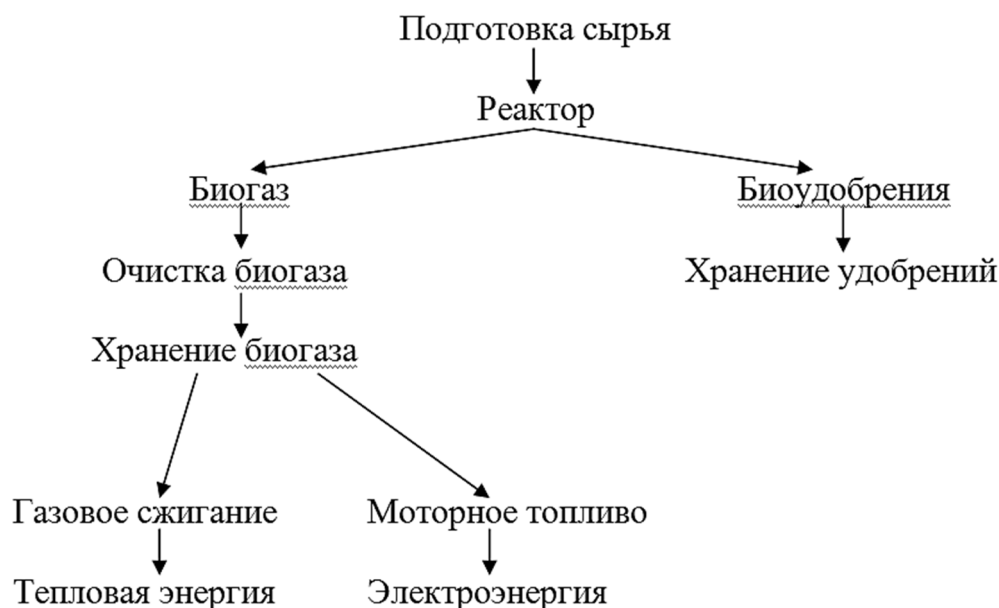 Подготовка сырья
Реактор
Биогаз
Биоудобрения
Очистка биогаза
Хранение удобрений
Хранение биогаза
Газовое сжигание
Моторное топливо
Тепловая энергия
Электроэнергия